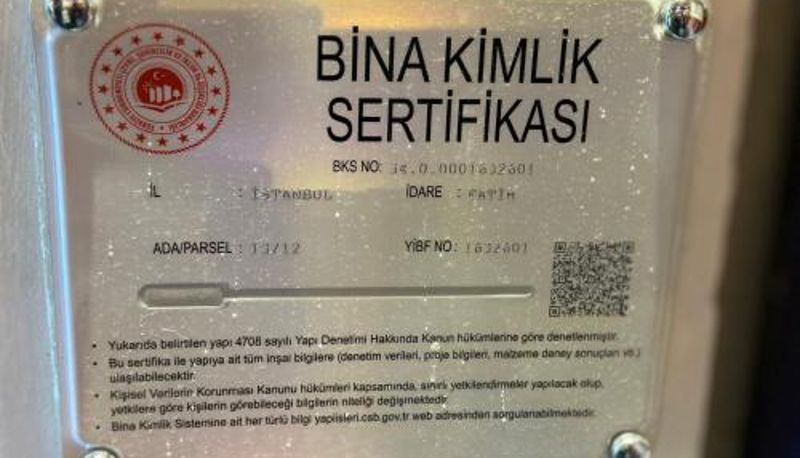 BİNA KİMLİK
SERTİFİKASI
BKS NO: 34.0.0001632601
İL : İSTANBUL İDARE : FATİH
ADA/PARSEL : 13/12 YİBF NO: 1632601
• Yukarıda belirtilen yapı 4708 sayılı Yapı Denetimi Hakkında Kanun hükümlerine göre denetlenmiştir.
• Bu sertifika ile yapıya ait tüm inşai bilgilere (denetim verileri, proje bilgileri, malzeme deney sonuçları vb.)
ulaşılabilecektir.
• Kişisel Verilerin Korunması Kanunu hükümleri kapsamında, sınırlı yetkilendirmeler yapılacak olup,
yetkilere göre kişilerin görebileceği bilgilerin niteliği değişmektedir.
• Bina Kimlik Sistemine ait her türlü bilgi yapiisleri.csb.gov.tr web adresinden sorgulanabilmektedir.